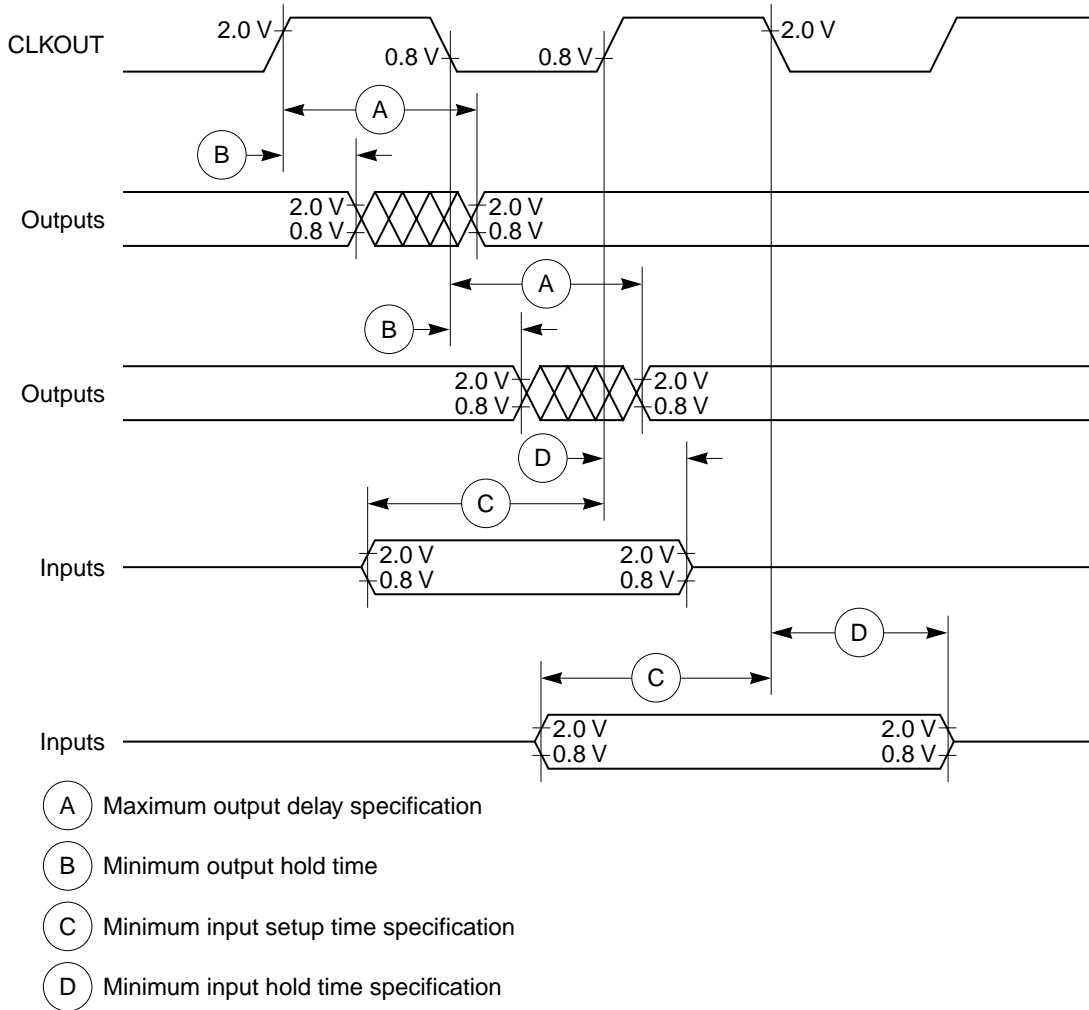 CLKOUT
2.0 V
0.8 V
0.8 V
2.0 V
A
B
Outputs
2.0 V
0.8 V
2.0 V
0.8 V
A
B
Outputs
2.0 V
0.8 V
2.0 V
0.8 V
D
C
Inputs
2.0 V
0.8 V
2.0 V
0.8 V
D
C
Inputs
2.0 V
0.8 V
2.0 V
0.8 V
A Maximum output delay specification
B Minimum output hold time
C Minimum input setup time specification
D Minimum input hold time specification